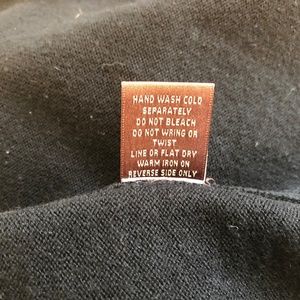 HAND WASH COLD
SEPARATELY
DO NOT BLEACH
DO NOT WRING OR
TWIST
LINE OR FLAT DRY
WARM IRON ON
REVERSE SIDE ONLY